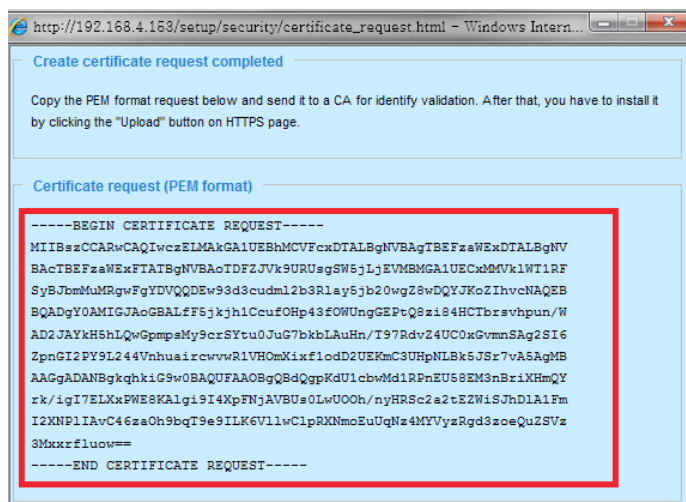 http://192.168.4.153/setup/security/certificate_request.html - Windows Intern...
Create certificate request completed
Copy the PEM format request below and send it to a CA for identify validation. After that, you have to install it
by clicking the "Upload" button on HTTPS page.
Certificate request (PEM format)
-----BEGIN CERTIFICATE REQUEST-----
MIIBszCCARwCAQIwczELMAkGA1UEBhMCVFcxDTALBgNVBAgTBEFzaWExDTALBgNV
BAcTBEFzaWExFTATBgNVBAoTDFZJVk9URUsgSW5jLjEVMBMGA1UECxMMVklWT1RF
SyBJbmMuMRgwFgYDVQQDEw93d3cudml2b3Rlay5jb20wgZ8wDQYJKoZIhvcNAQEB
BQADgY0AMIGJAoGBALfF5jkjh1CcufOHp43fOWUngGEPtQ8zi84HCTbrsvhpun/W
AD2JAYkH5hLQwGpmpsMy9crSYtu0JuG7bkbLAuHn/T97RdvZ4UC0xGvmnSAg2SI6
ZpnGI2PY9L244VnhuaircwvwR1VHOmXixf1odD2UEKmC3UHpNLBk5JSr7vA5AgMB
AAGgADANBgkqhkiG9w0BAQUFAAOBgQBdQgpKdU1cbwMd1RPnEU58EM3nBriXHmQY
rk/igI7ELXxPWE8KAlgi9I4XpFNjAVBUs0LwUOOh/nyHRSc2a2tEZWiSJhDlA1Fm
I2XNPlIAvC46zaOh9bqT9e9ILK6VllwClpRXNmoEuUqNz4MYVyzRgd3zoeQuZSVz
3Mxxrfluow==
-----END CERTIFICATE REQUEST-----